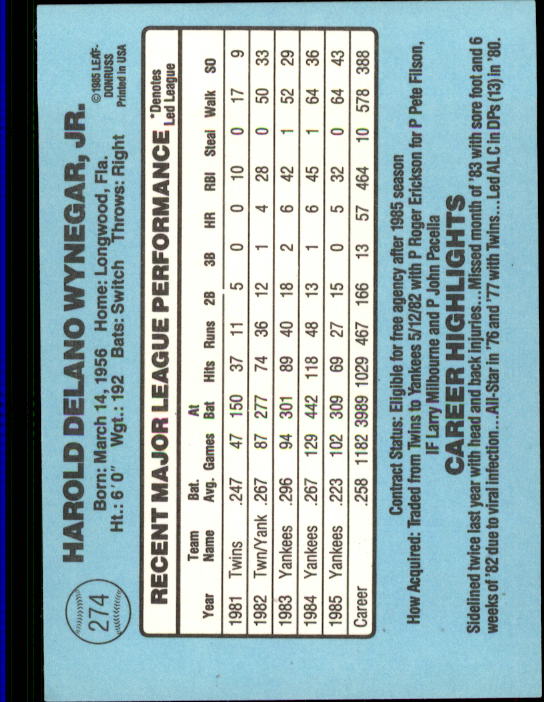 274
HAROLD DELANO WYNEGAR, JR.
©1985 LEAF-
DONRUSS
Printed in USA
Born: March 14, 1956 Home: Longwood, Fla.
Ht.: 6′0″ Wgt.: 192 Bats: Switch Throws: Right
RECENT MAJOR LEAGUE PERFORMANCE
*Denotes
Led League
Year Team Name Bat. Avg. Games At Bat Hits Runs 2B 3B HR RBI Steal Walk SO
1981 Twins .247 47 150 37 11 5 0 0 10 0 17 9
1982 Twn/Yank .267 87 277 74 36 12 1 4 28 0 50 33
1983 Yankees .296 94 301 89 40 18 2 6 42 1 52 29
1984 Yankees .267 129 442 118 48 13 1 6 45 1 64 36
1985 Yankees .223 102 309 69 27 15 0 5 32 0 64 43
Career .258 1182 3989 1029 467 166 13 57 464 10 578 388
Contract Status: Eligible for free agency after 1985 season
How Acquired: Traded from Twins to Yankees 5/12/82 with P Roger Erickson for P Pete Filson,
IF Larry Milbourne and P John Pacella
CAREER HIGHLIGHTS
Sidelined twice last year with head and back injuries...Missed month of '83 with sore foot and 6
weeks of '82 due to viral infection...All-Star in '76 and '77 with Twins...Led AL C in DPs (13) in '80.